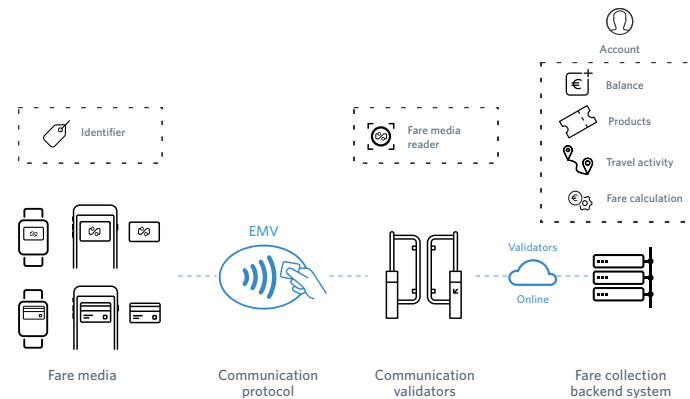 Account
Balance
Products
Travel activity
Fare calculation
Identifier
Fare media
reader
EMV
Validators
Online
Fare media
Communication
protocol
Communication
validators
Fare collection
backend system